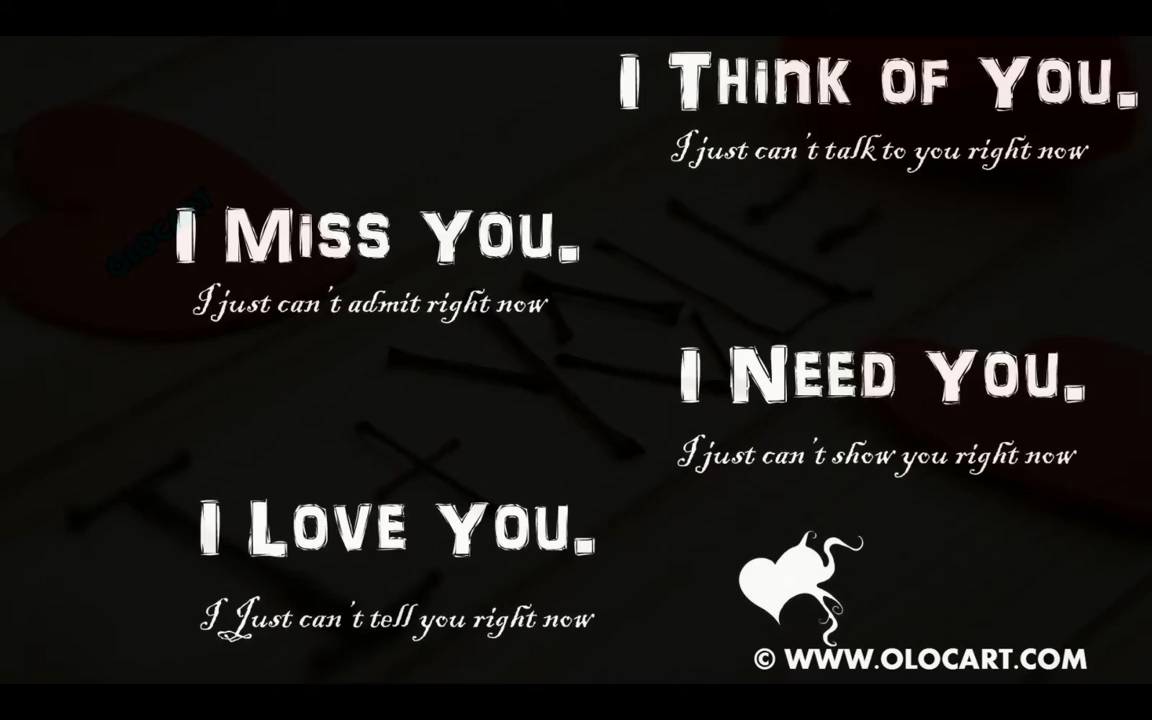 I Think of You.
I just can't talk to you right now
I Miss You.
OLOCART
I just can't admit right now
I Need You.
I just can't show you right now
I Love You.
I Just can't tell you right now
© WWW.OLOCART.COM